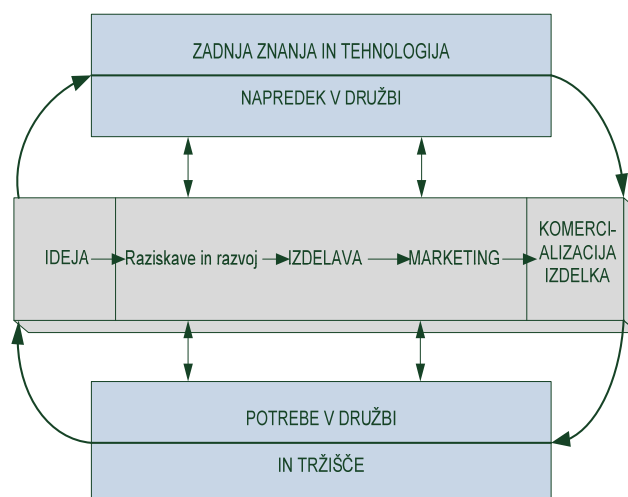 ZADNJA ZNANJA IN TEHNOLOGIJA
NAPREDEK V DRUŽBI
IDEJA
Raziskave in razvoj
IZDELAVA
MARKETING
KOMERCI-
ALIZACIJA
IZDELKA
POTREBE V DRUŽBI
IN TRŽIŠČE